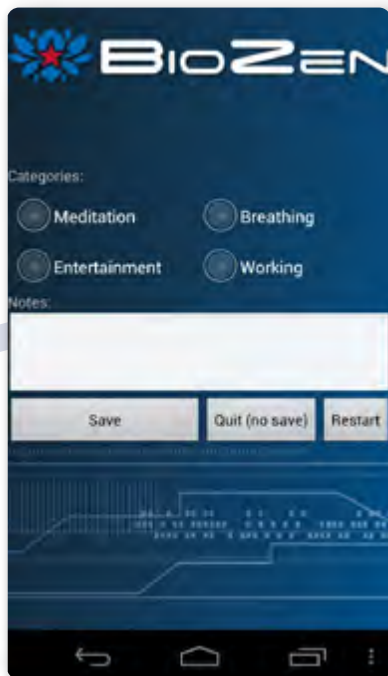 BIOZEN
Categories:
Meditation Breathing
Entertainment Working
Notes:
Save Quit (no save) Restart